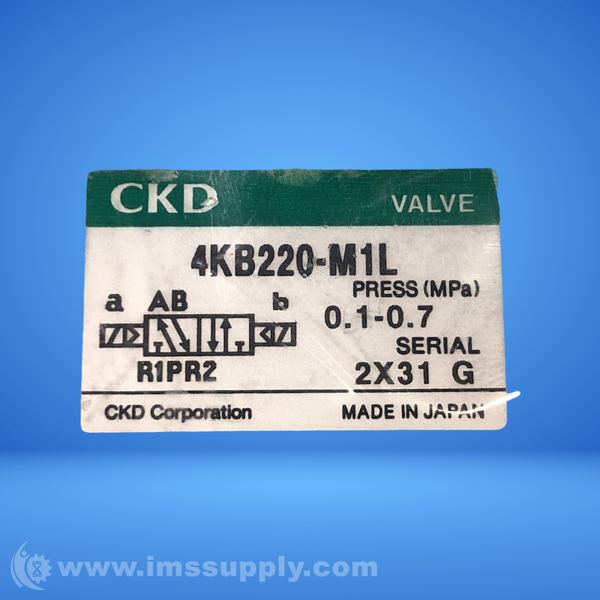 CKD VALVE
4KB220-M1L
PRESS (MPa)
a AB b
0.1-0.7
SERIAL
R1PR2
2X31 G
CKD Corporation MADE IN JAPAN
www.imssupply.com